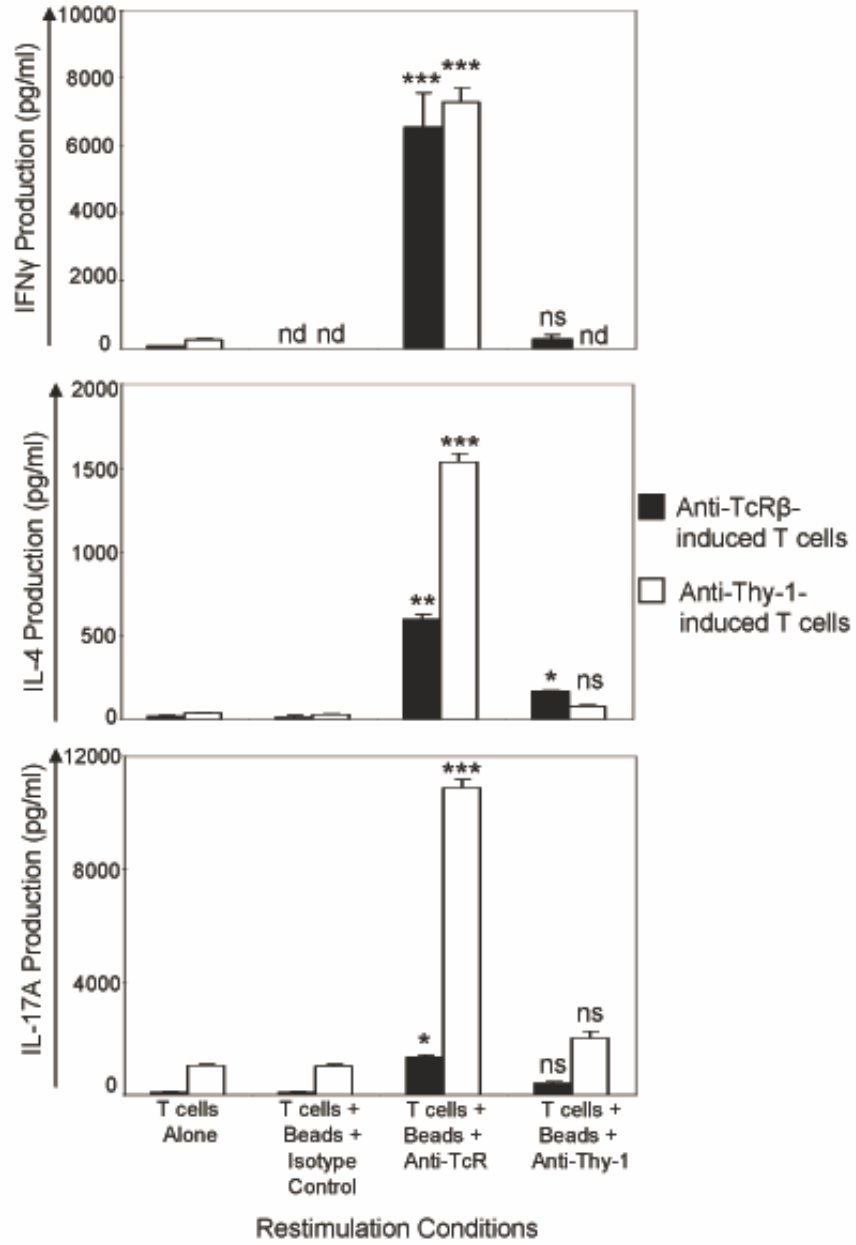 IFNγ Production (pg/ml)
10000
8000
6000
4000
2000
0
nd nd
*** ***
ns
nd
IL-4 Production (pg/ml)
2000
1500
1000
500
0
**
***
*
ns
Anti-TcRβ-
induced T cells
Anti-Thy-1-
induced T cells
IL-17A Production (pg/ml)
12000
8000
4000
0
*
***
ns
ns
T cells
Alone
T cells +
Beads +
Isotype
Control
T cells +
Beads +
Anti-TcR
T cells +
Beads +
Anti-Thy-1
Restimulation Conditions